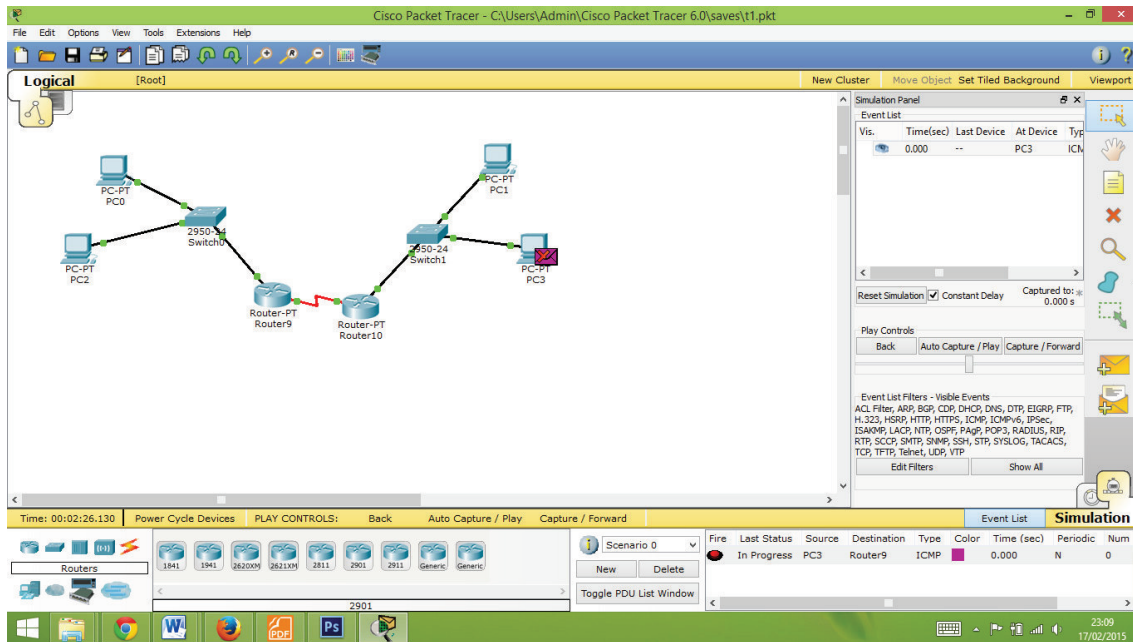 Cisco Packet Tracer - C:\Users\Admin\Cisco Packet Tracer 6.0\saves\t1.pkt
File Edit Options View Tools Extensions Help
Logical [Root] New Cluster Move Object Set Tiled Background Viewport
PC-PT
PC0
PC-PT
PC2
2950-24
Switch0
Router-PT
Router9
Router-PT
Router10
2950-24
Switch1
PC-PT
PC1
PC-PT
PC3
Simulation Panel
Event List
Vis. Time(sec) Last Device At Device Typ
0.000 -- PC3 ICM
Reset Simulation Constant Delay Captured to: *
0.000 s
Play Controls
Back Auto Capture / Play Capture / Forward
Event List Filters - Visible Events
ACL Filter, ARP, BGP, CDP, DHCP, DNS, DTP, EIGRP, FTP,
H.323, HSRP, HTTP, HTTPS, ICMP, ICMPv6, IPSec,
ISAKMP, LACP, NTP, OSPF, PAgP, POP3, RADIUS, RIP,
RTP, SCCP, SMTP, SNMP, SSH, STP, SYSLOG, TACACS,
TCP, TFTP, Telnet, UDP, VTP
Edit Filters Show All
Time: 00:02:26.130 Power Cycle Devices PLAY CONTROLS: Back Auto Capture / Play Capture / Forward Event List Simulation
Routers
1841 1941 2620XM 2621XM 2811 2901 2911 Generic Generic
2901
Scenario 0
New Delete
Toggle PDU List Window
Fire Last Status Source Destination Type Color Time (sec) Periodic Num
In Progress PC3 Router9 ICMP 0.000 N 0
W PDF Ps
23:09
17/02/2015